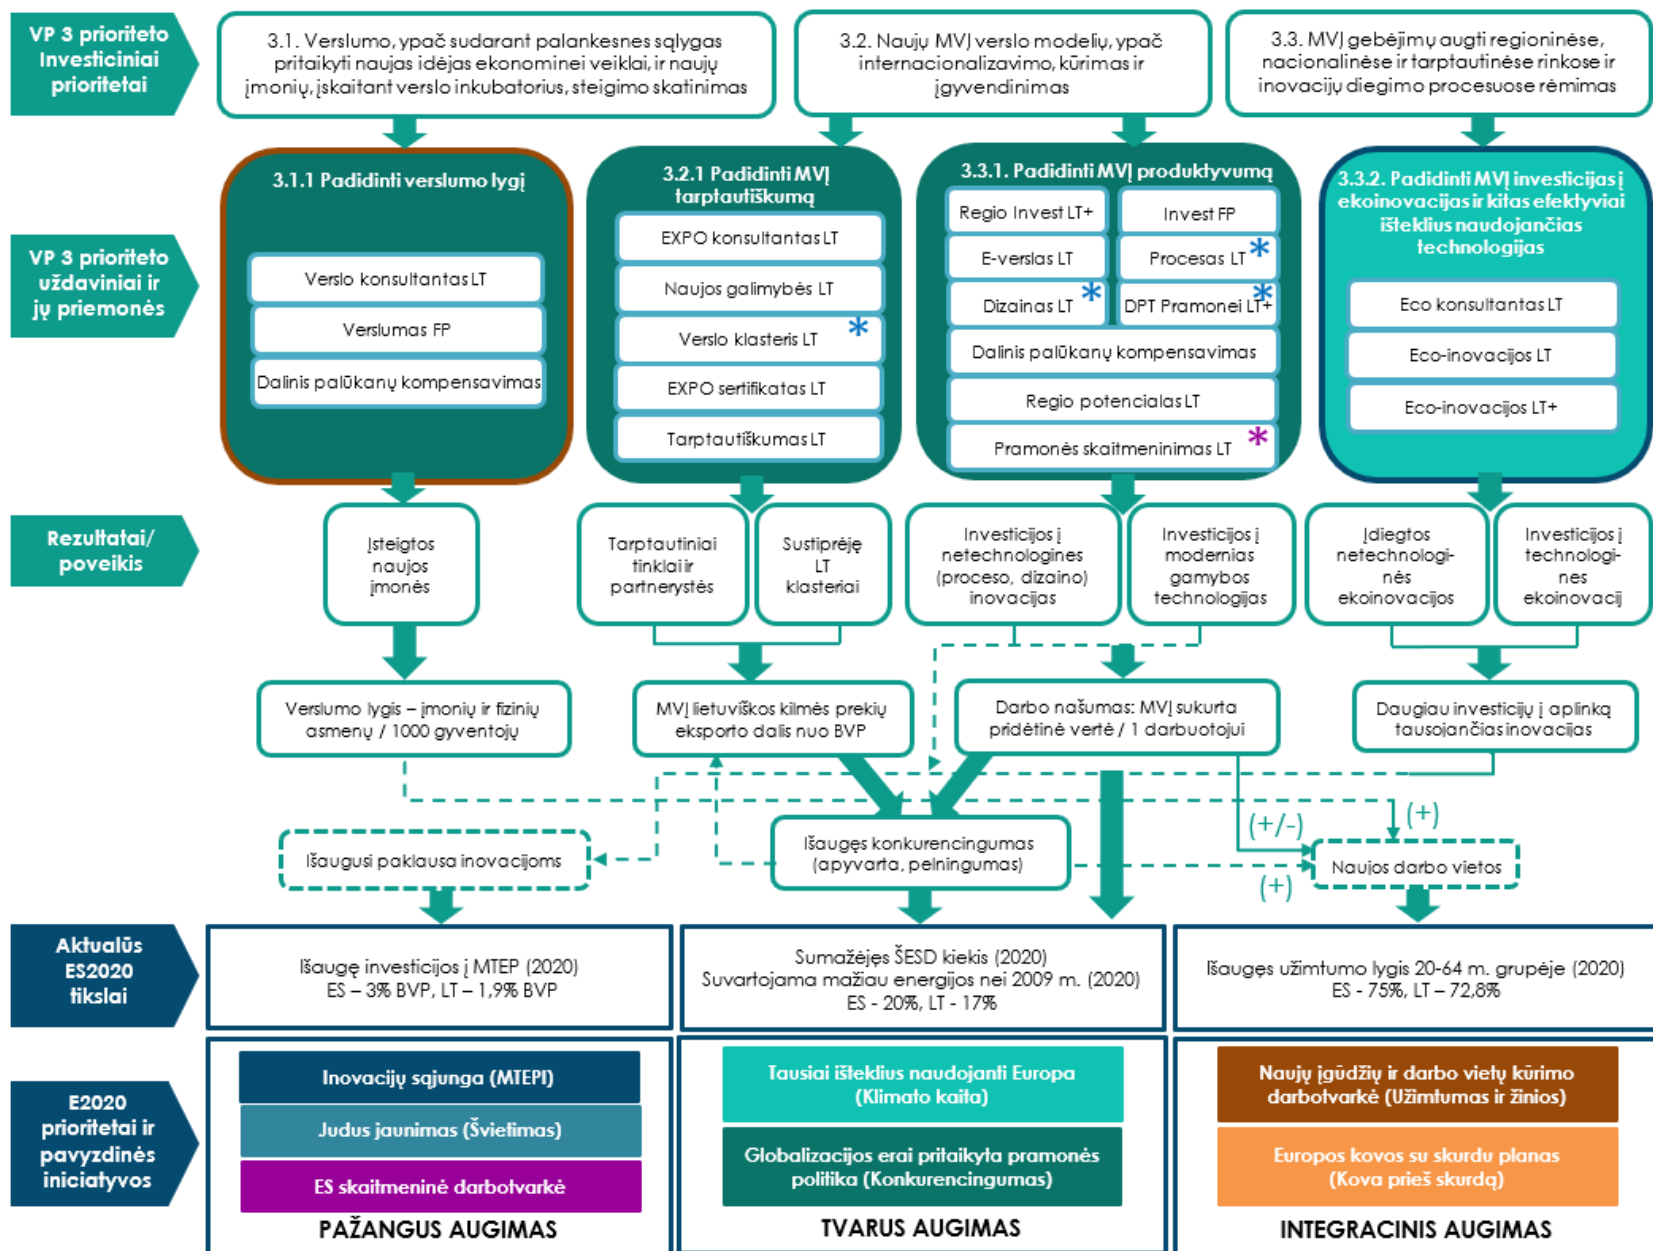 VP 3 prioriteto
Investiciniai
prioritetai
3.1. Verslumo, ypač sudarant palankesnes sąlygas
pritaikyti naujas idėjas ekonominei veiklai, ir naujų
įmonių, įskaitant verslo inkubatorius, steigimo skatinimas
3.2. Naujų MVĮ verslo modelių, ypač
internacionalizavimo, kūrimas ir
įgyvendinimas
3.3. MVĮ gebėjimų augti regioninėse,
nacionalinėse ir tarptautinėse rinkose ir
inovacijų diegimo procesuose rėmimas
VP 3 prioriteto
uždaviniai ir
jų priemonės
3.1.1 Padidinti verslumo lygį
Verslo konsultantas LT
Verslumas FP
Dalinis palūkanų kompensavimas
3.2.1 Padidinti MVĮ
tarptautiškumą
EXPO konsultantas LT
Naujos galimybės LT
Verslo klasteris LT *
EXPO sertifikatas LT
Tarptautiškumas LT
3.3.1. Padidinti MVĮ produktyvumą
Regio Invest LT+
Invest FP
E-verslas LT
Procesas LT *
Dizainas LT *
DPT Pramonei LT+ *
Dalinis palūkanų kompensavimas
Regio potencialas LT
Pramonės skaitmeninimas LT *
3.3.2. Padidinti MVĮ investicijas į
ekoinovacijas ir kitas efektyviai
išteklius naudojančias
technologijas
Eco konsultantas LT
Eco-inovacijos LT
Eco-inovacijos LT+
Rezultatai/
poveikis
Įsteigtos
naujos
įmonės
Tarptautiniai
tinklai ir
partnerystės
Sustiprėję
LT
klasteriai
Investicijos į
netechnologines
(proceso, dizaino)
inovacijas
Investicijos į
modernias
gamybos
technologijas
Įdiegtos
netechnologi-
nės
ekoinovacijos
Investicijos į
technologi-
nes
ekoinovacij
Verslumo lygis – įmonių ir fizinių
asmenų / 1000 gyventojų
MVĮ lietuviškos kilmės prekių
eksporto dalis nuo BVP
Darbo našumas: MVĮ sukurta
pridėtinė vertė / 1 darbuotojui
Daugiau investicijų į aplinką
tausojančias inovacijas
(+/-)
(+)
Išaugusi paklausa inovacijoms
Išaugęs konkurencingumas
(apyvarta, pelningumas)
(+)
Naujos darbo vietos
Aktualūs
ES2020
tikslai
Išaugę investicijos į MTEP (2020)
ES – 3% BVP, LT – 1,9% BVP
Sumažėjęs ŠESD kiekis (2020)
Suvartojama mažiau energijos nei 2009 m. (2020)
ES - 20%, LT - 17%
Išaugęs užimtumo lygis 20-64 m. grupėje (2020)
ES - 75%, LT – 72,8%
E2020
prioritetai ir
pavyzdinės
iniciatyvos
Inovacijų sąjunga (MTEPI)
Judus jaunimas (Švietimas)
ES skaitmeninė darbotvarkė
PAŽANGUS AUGIMAS
Tausiai išteklius naudojanti Europa
(Klimato kaita)
Globalizacijos erai pritaikyta pramonės
politika (Konkurencingumas)
TVARUS AUGIMAS
Naujų įgūdžių ir darbo vietų kūrimo
darbotvarkė (Užimtumas ir žinios)
Europos kovos su skurdu planas
(Kova prieš skurdą)
INTEGRACINIS AUGIMAS